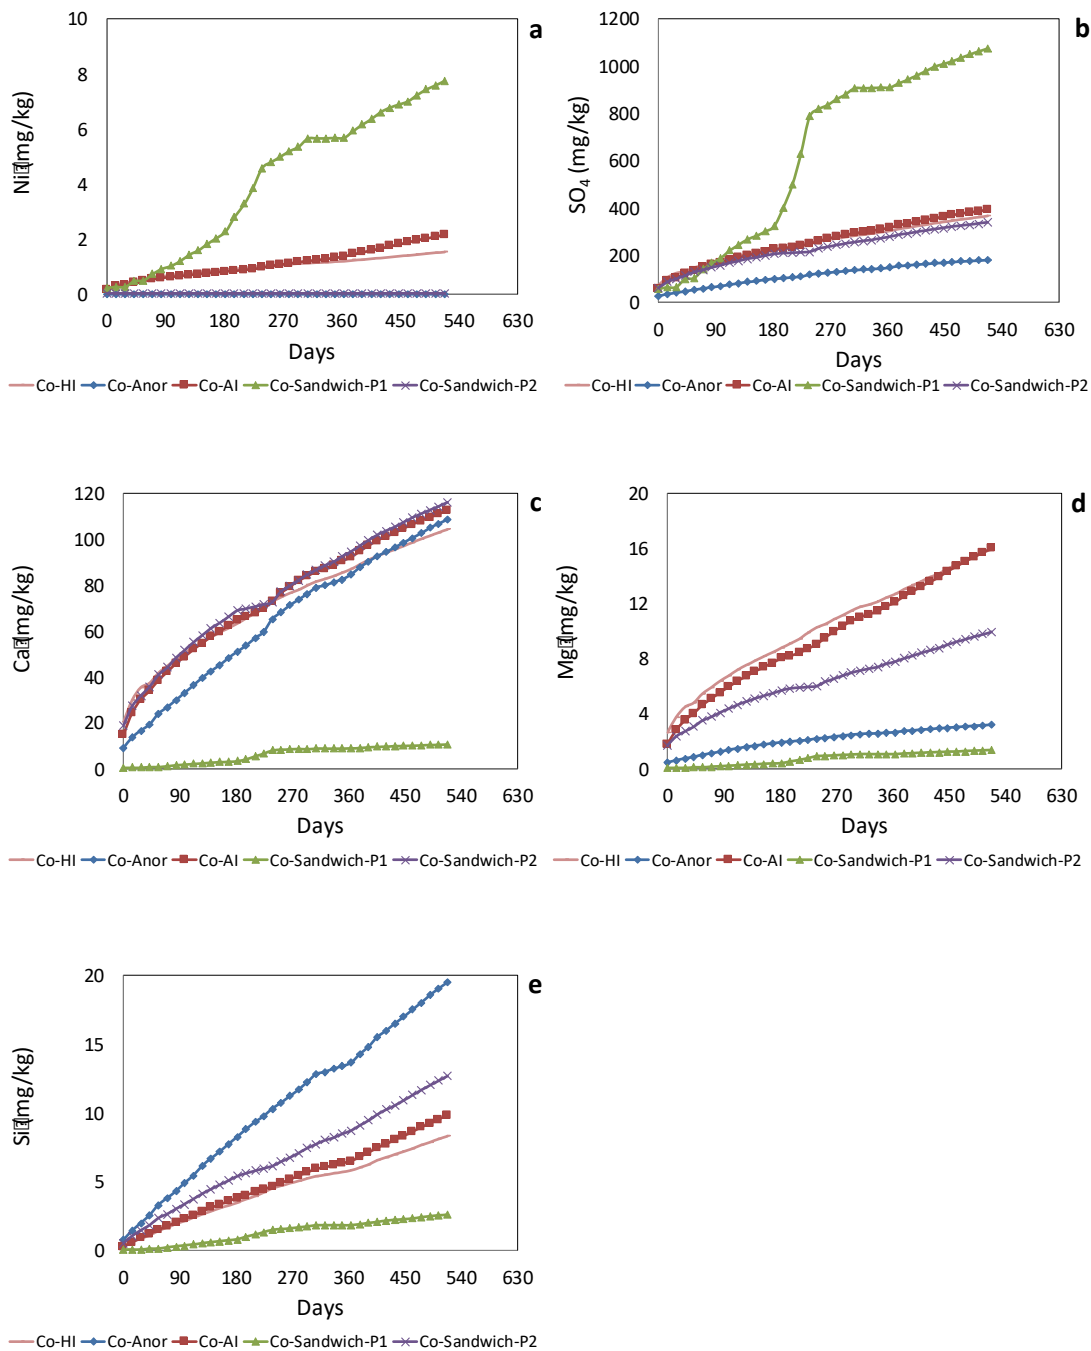 a
Ni⍰(mg/kg)
10
8
6
4
2
0
0 90 180 270 360 450 540 630
Days
Co-HI Co-Anor Co-AI Co-Sandwich-P1 Co-Sandwich-P2
b
SO₄ (mg/kg)
1200
1000
800
600
400
200
0
0 90 180 270 360 450 540 630
Days
Co-HI Co-Anor Co-AI Co-Sandwich-P1 Co-Sandwich-P2
c
Ca⍰(mg/kg)
120
100
80
60
40
20
0
0 90 180 270 360 450 540 630
Days
Co-HI Co-Anor Co-AI Co-Sandwich-P1 Co-Sandwich-P2
d
Mg⍰(mg/kg)
20
16
12
8
4
0
0 90 180 270 360 450 540 630
Days
Co-HI Co-Anor Co-AI Co-Sandwich-P1 Co-Sandwich-P2
e
Si⍰(mg/kg)
20
15
10
5
0
0 90 180 270 360 450 540 630
Days
Co-HI Co-Anor Co-AI Co-Sandwich-P1 Co-Sandwich-P2